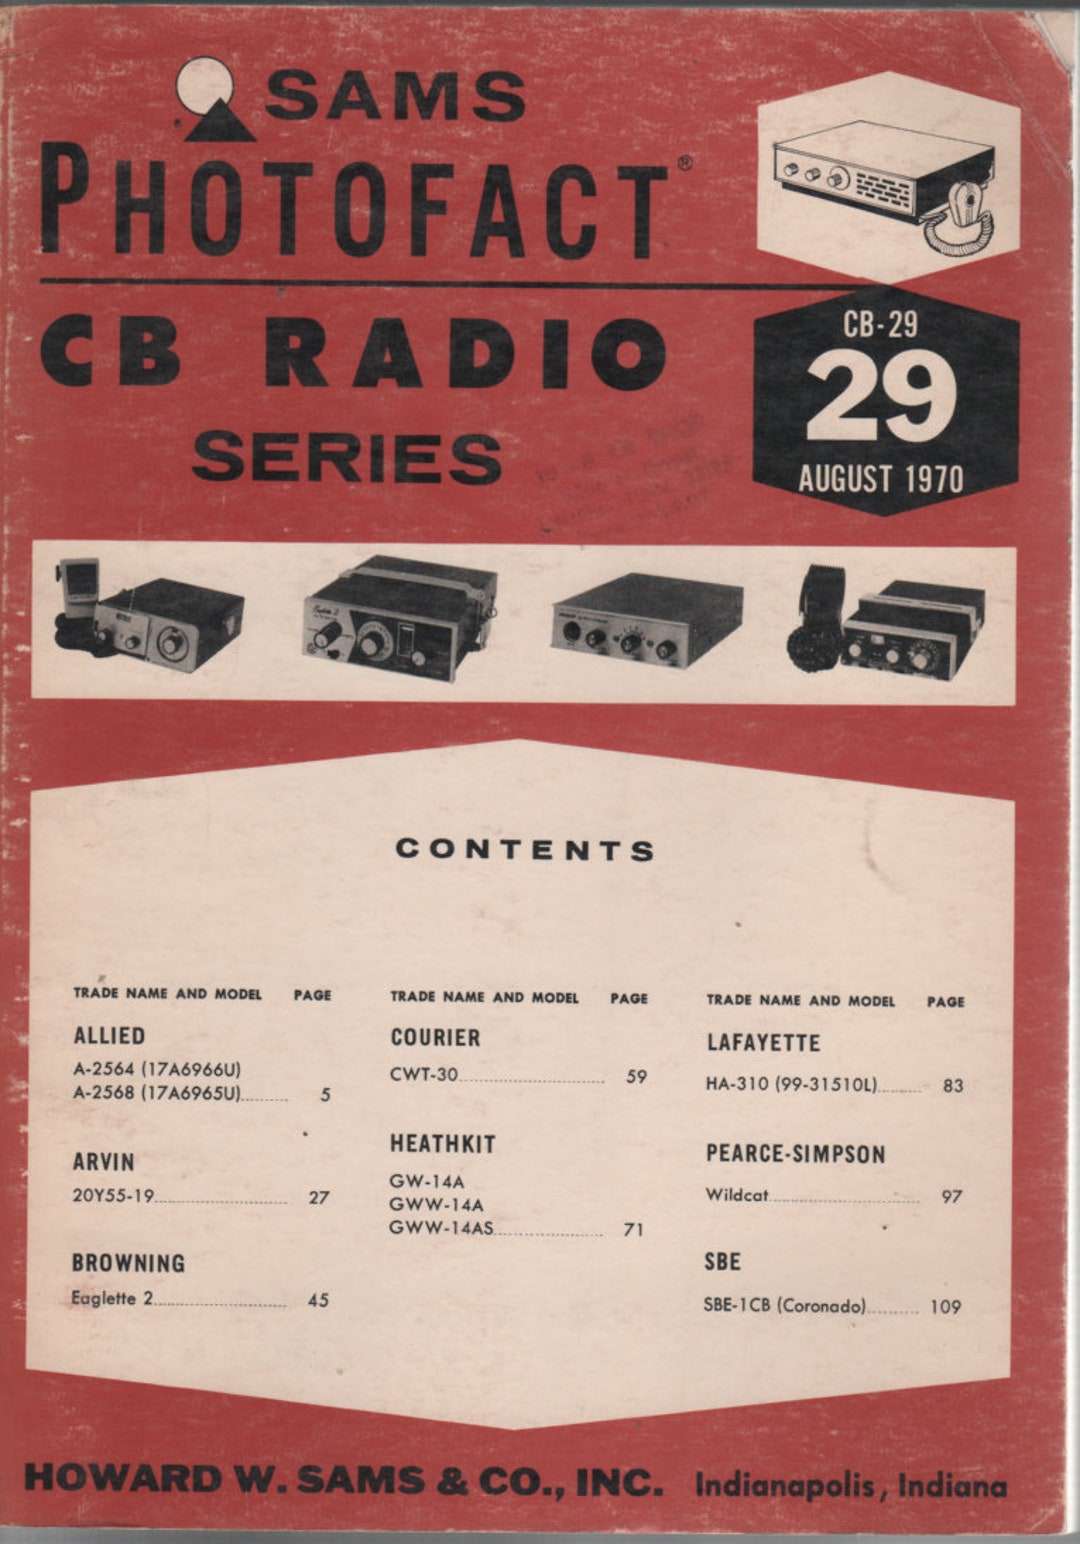 SAMS
PHOTOFACT®
CB RADIO
SERIES
CB-29
29
AUGUST 1970
CONTENTS
TRADE NAME AND MODEL PAGE
ALLIED
A-2564 (17A6966U)
A-2568 (17A6965U) 5
ARVIN
20Y55-19 27
BROWNING
Eaglette 2 45
TRADE NAME AND MODEL PAGE
COURIER
CWT-30 59
HEATHKIT
GW-14A
GWW-14A
GWW-14AS 71
TRADE NAME AND MODEL PAGE
LAFAYETTE
HA-310 (99-31510L) 83
PEARCE-SIMPSON
Wildcat 97
SBE
SBE-1CB (Coronado) 109
HOWARD W. SAMS & CO., INC. Indianapolis, Indiana